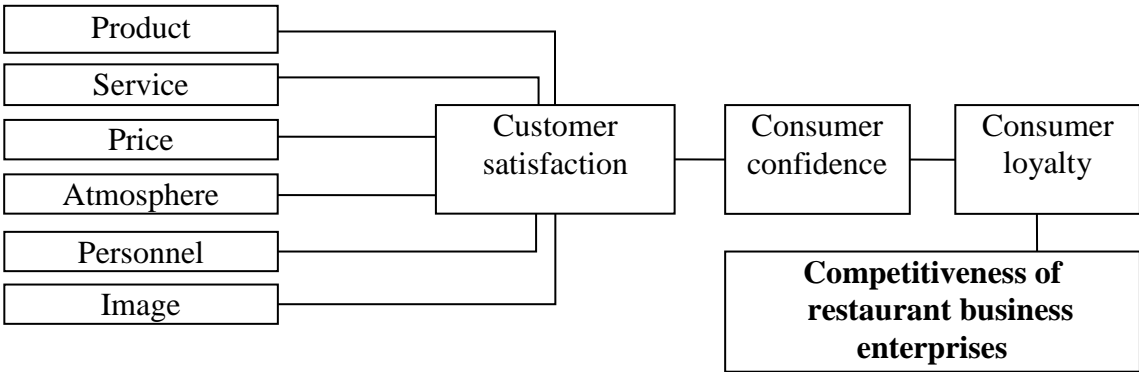 Product
Service
Price
Atmosphere
Personnel
Image
Customer
satisfaction
Consumer
confidence
Consumer
loyalty
Competitiveness of
restaurant business
enterprises